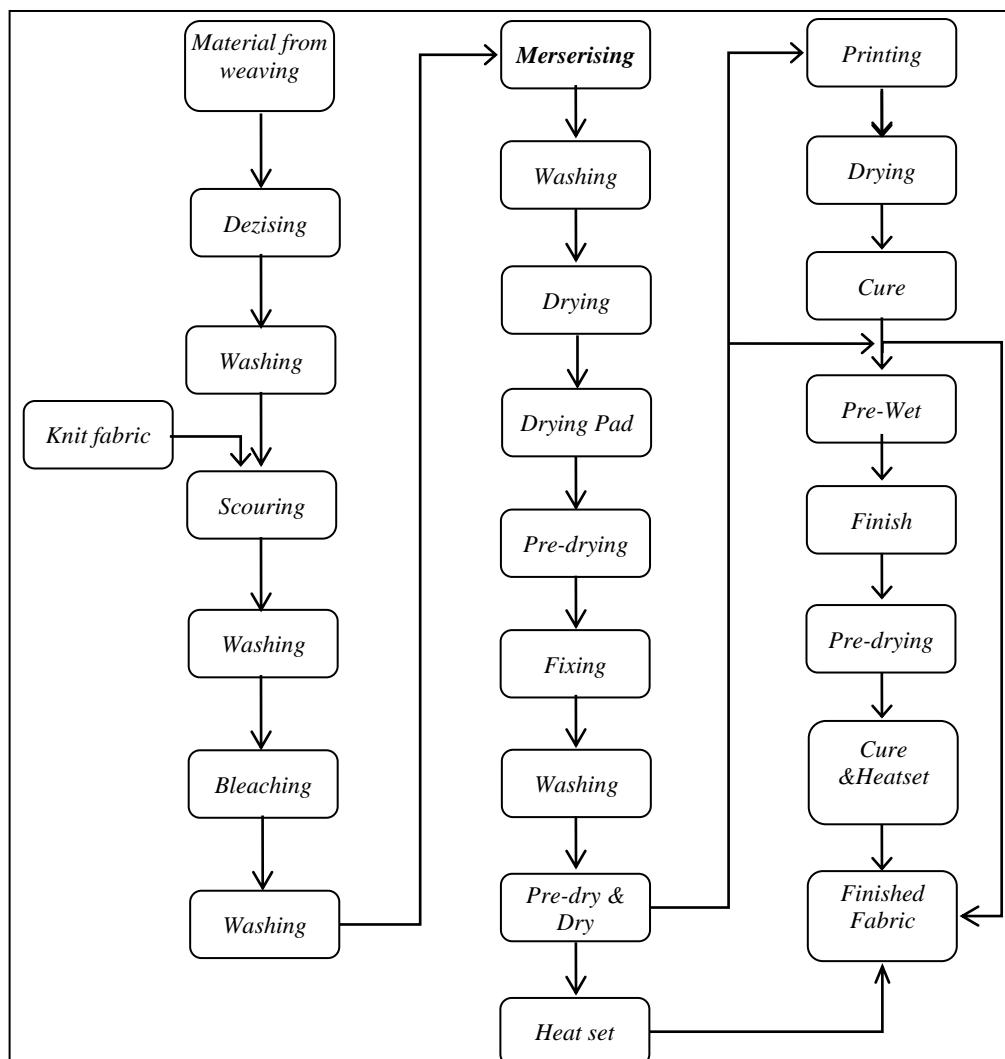 Material from
weaving
Dezising
Washing
Knit fabric
Scouring
Washing
Bleaching
Washing
Merserising
Washing
Drying
Drying Pad
Pre-drying
Fixing
Washing
Pre-dry &
Dry
Heat set
Printing
Drying
Cure
Pre-Wet
Finish
Pre-drying
Cure
&Heatset
Finished
Fabric